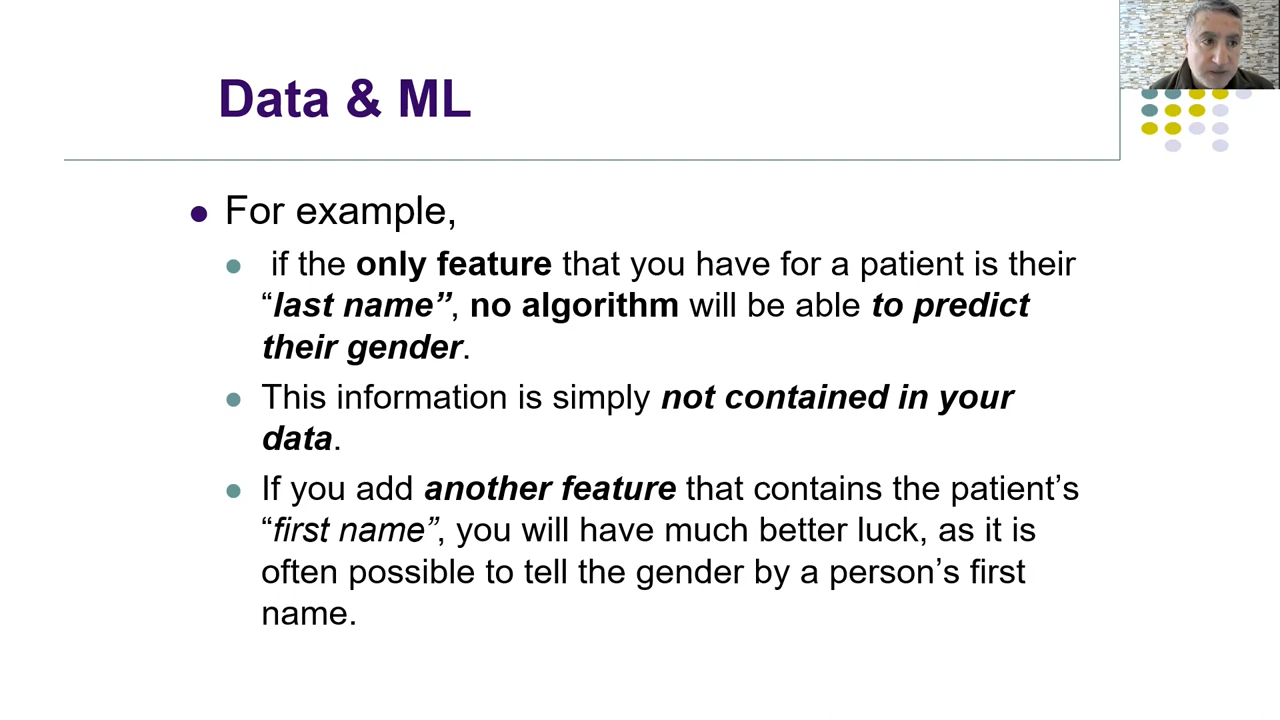 Data & ML
For example,
if the only feature that you have for a patient is their
“last name”, no algorithm will be able to predict
their gender.
This information is simply not contained in your
data.
If you add another feature that contains the patient’s
“first name”, you will have much better luck, as it is
often possible to tell the gender by a person’s first
name.